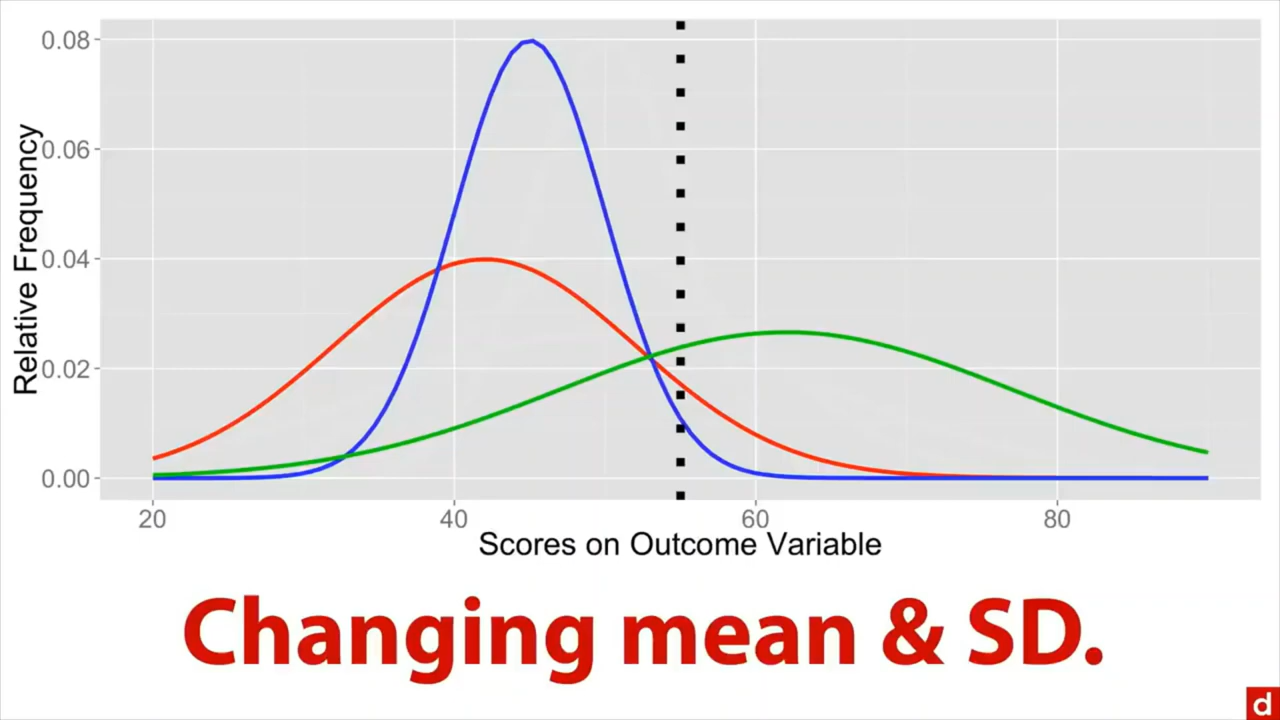 0.08
0.06
0.04
0.02
0.00
Relative Frequency
20 40 60 80
Scores on Outcome Variable
Changing mean & SD.
d